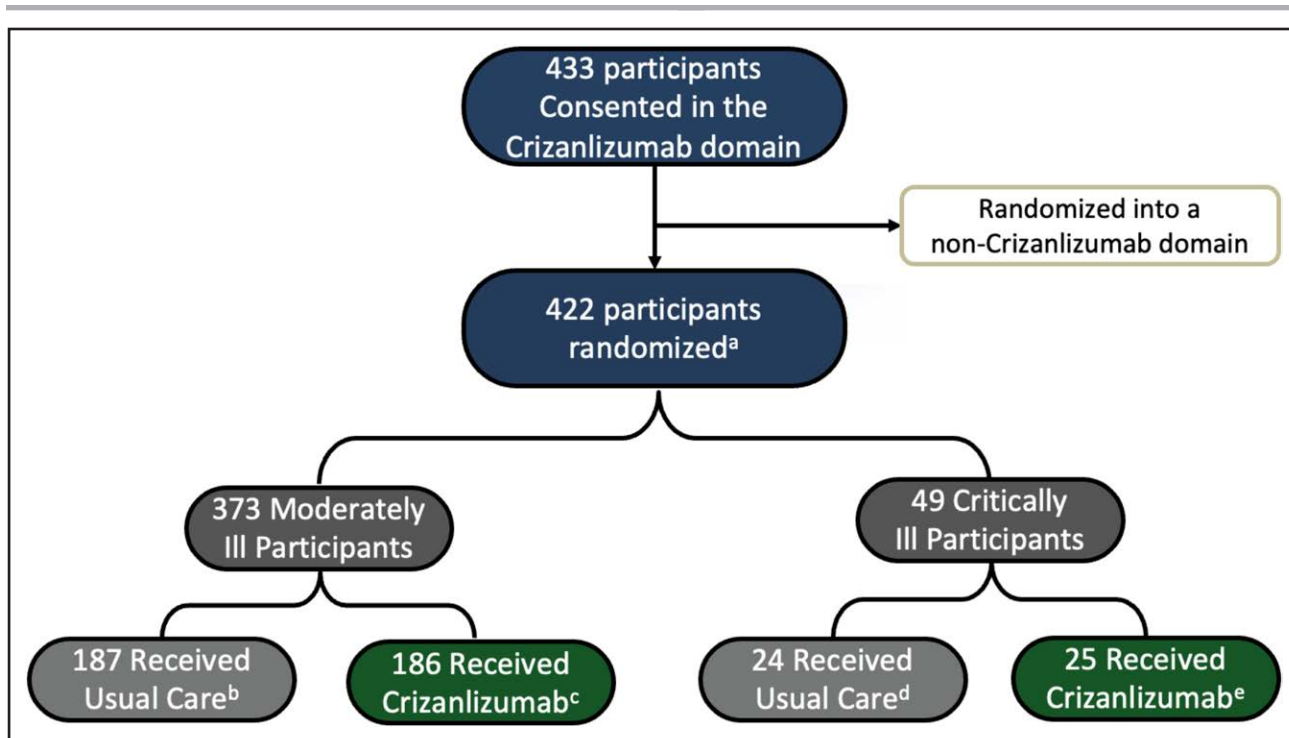 433 participants
Consented in the
Crizanlizumab domain
Randomized into a
non-Crizanlizumab domain
422 participants
randomizedᵃ
373 Moderately
Ill Participants
49 Critically
Ill Participants
187 Received
Usual Careᵇ
186 Received
Crizanlizumabᶜ
24 Received
Usual Careᵈ
25 Received
Crizanlizumabᵉ